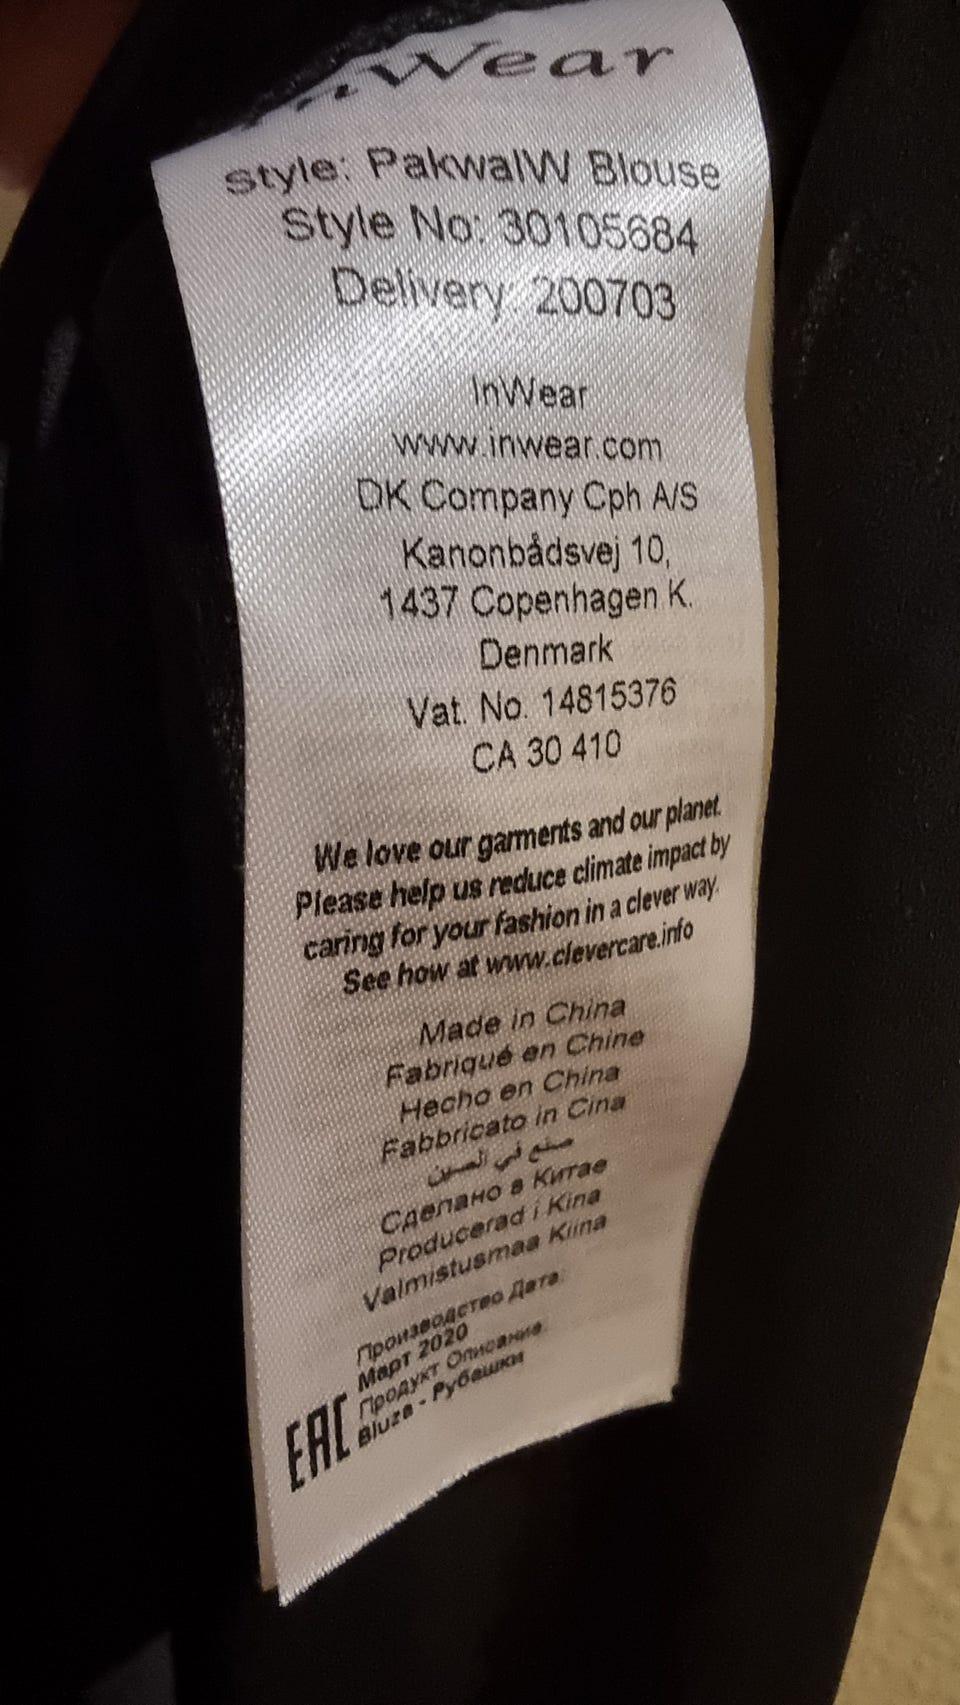 InWear
style: PakwaIW Blouse
Style No: 30105684
Delivery: 200703
InWear
www.inwear.com
DK Company Cph A/S
Kanonbådsvej 10,
1437 Copenhagen K.
Denmark
Vat. No. 14815376
CA 30 410
We love our garments and our planet.
Please help us reduce climate impact by
caring for your fashion in a clever way.
See how at www.clevercare.info
Made in China
Fabriqué en Chine
Hecho en China
Fabbricato in Cina
صنع في الصين
Сделано в Китае
Producerad i Kina
Valmistusmaa Kiina
Производство Дата:
Март 2020
Продукт Описание:
Bluza - Рубашки
EAC